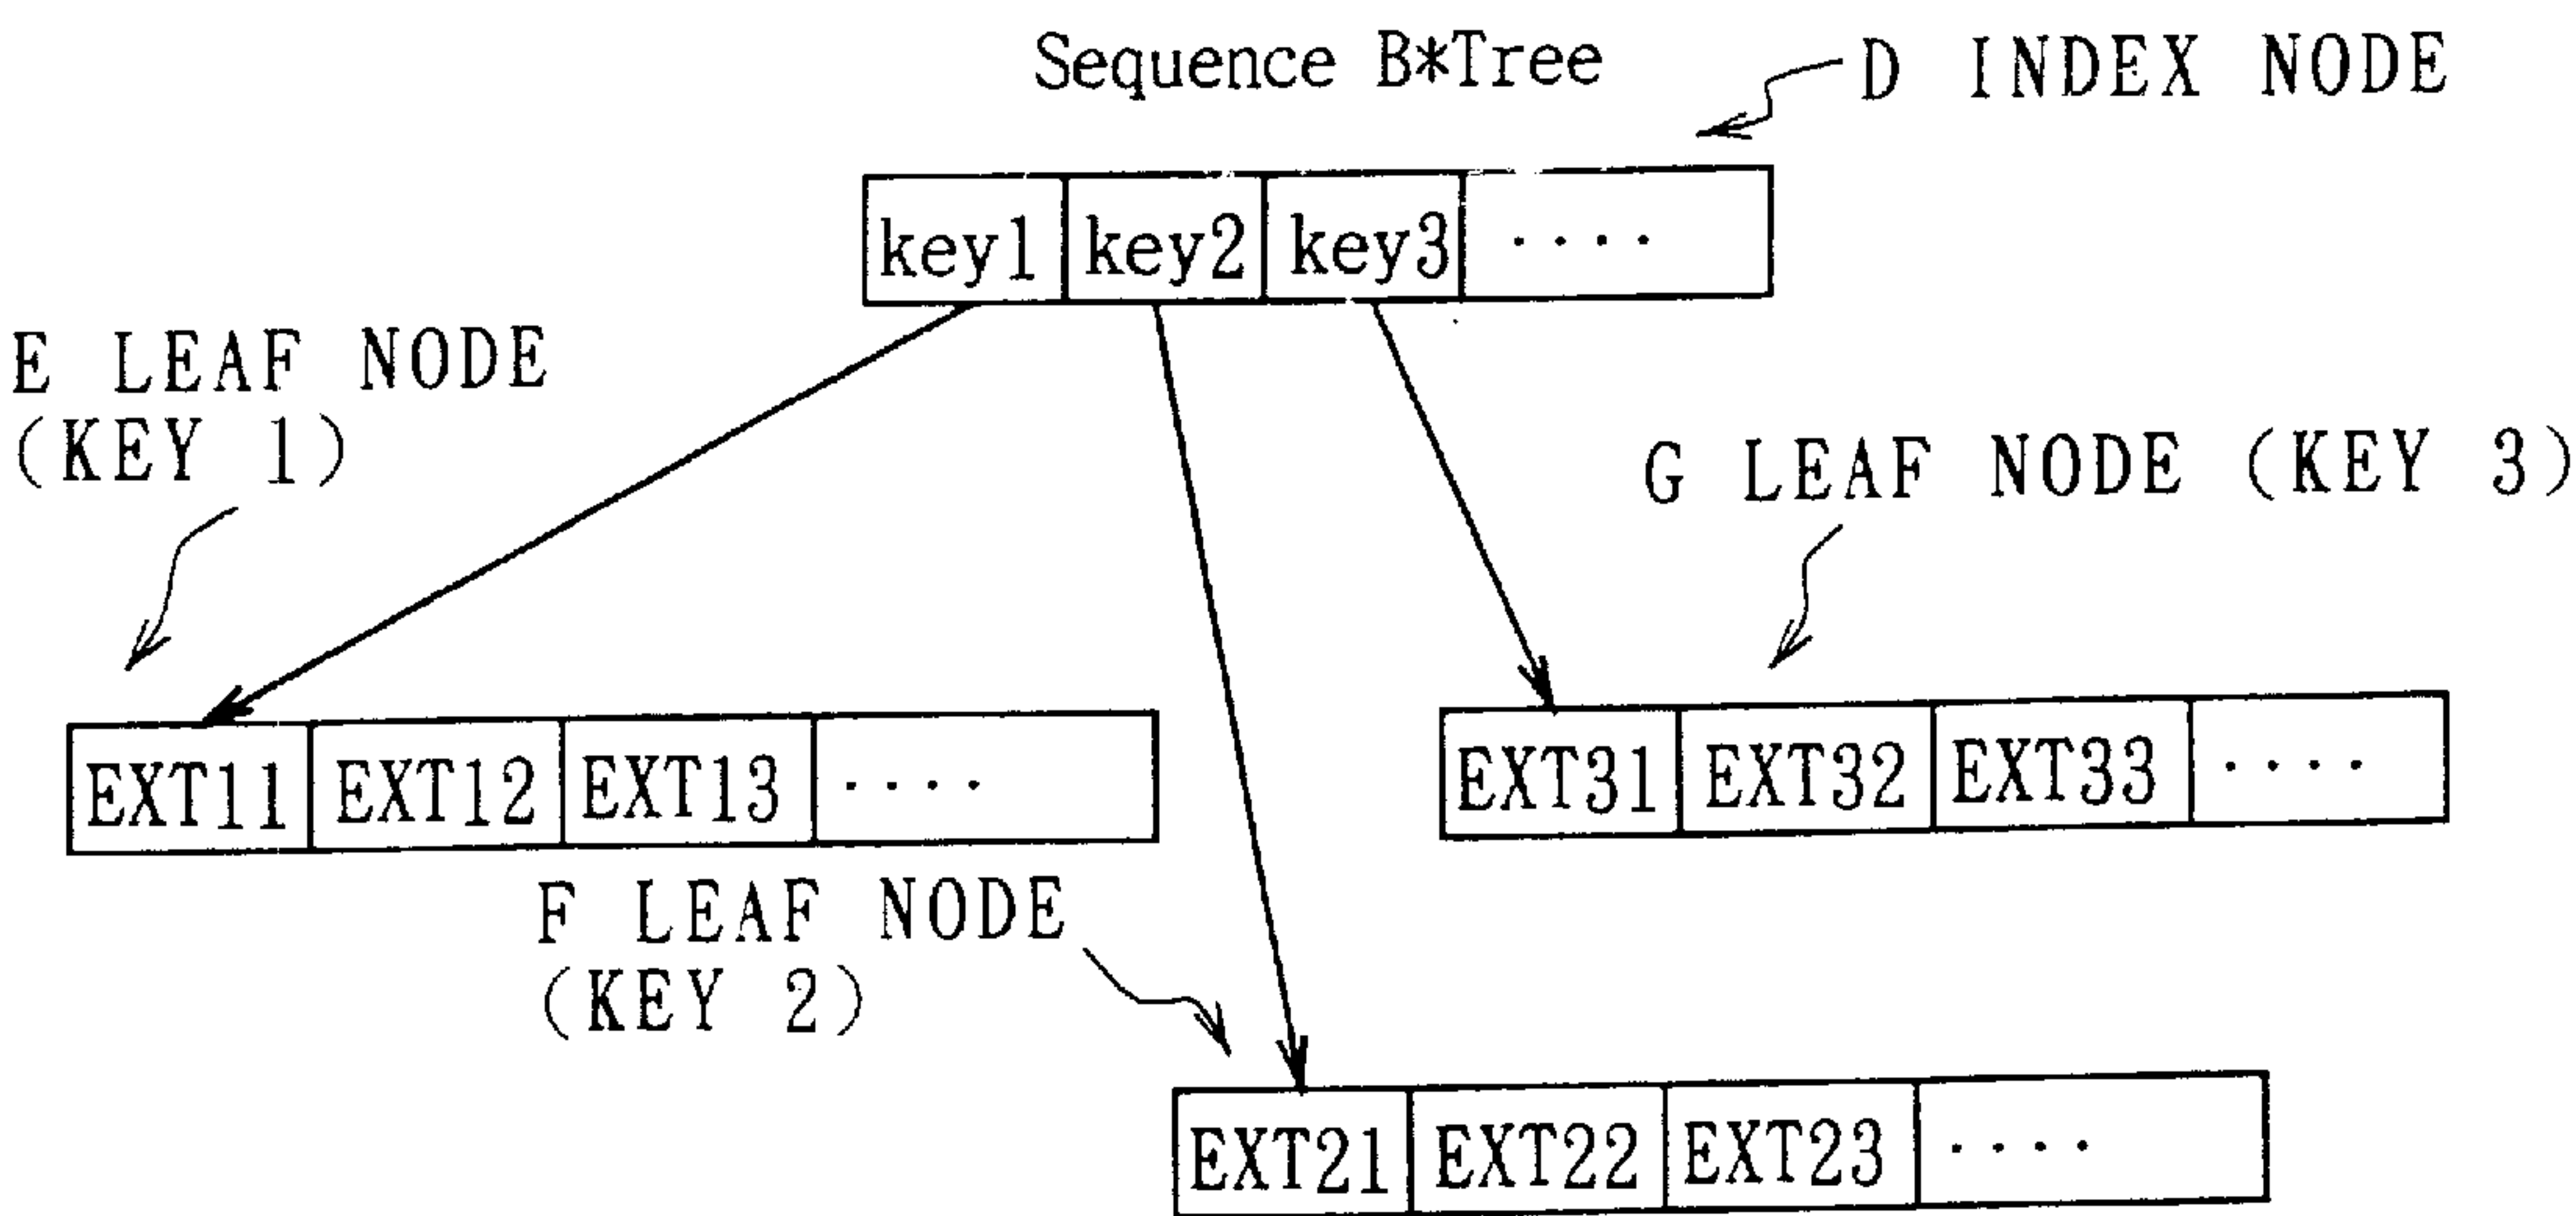 Sequence B*Tree
D INDEX NODE
key1 key2 key3 ....
E LEAF NODE
(KEY 1)
G LEAF NODE (KEY 3)
EXT11 EXT12 EXT13 ....
EXT31 EXT32 EXT33 ....
F LEAF NODE
(KEY 2)
EXT21 EXT22 EXT23 ....